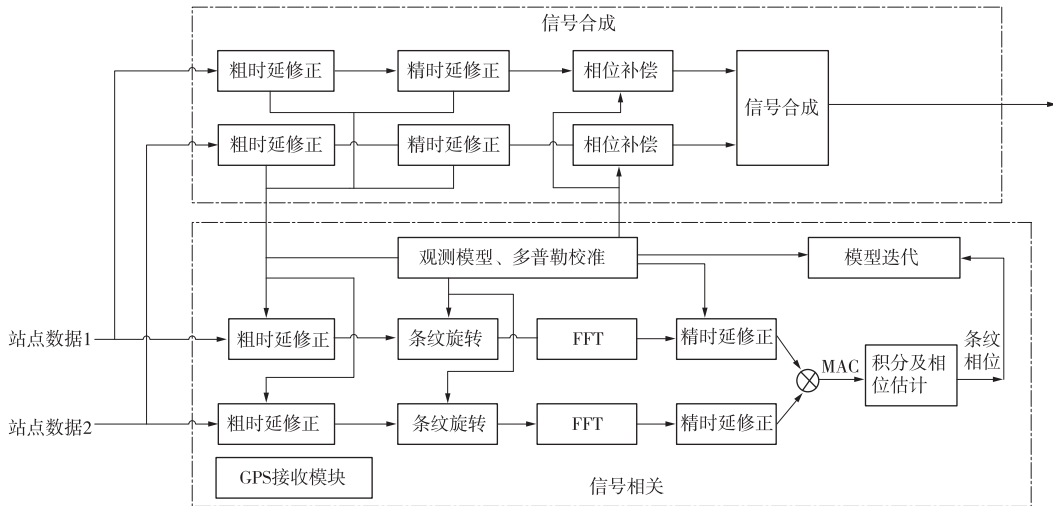 信号合成
粗时延修正
精时延修正
相位补偿
信号合成
粗时延修正
精时延修正
相位补偿
观测模型、多普勒校准
模型迭代
站点数据1
粗时延修正
条纹旋转
FFT
精时延修正
MAC
积分及相
位估计
条纹
相位
站点数据2
粗时延修正
条纹旋转
FFT
精时延修正
GPS接收模块
信号相关